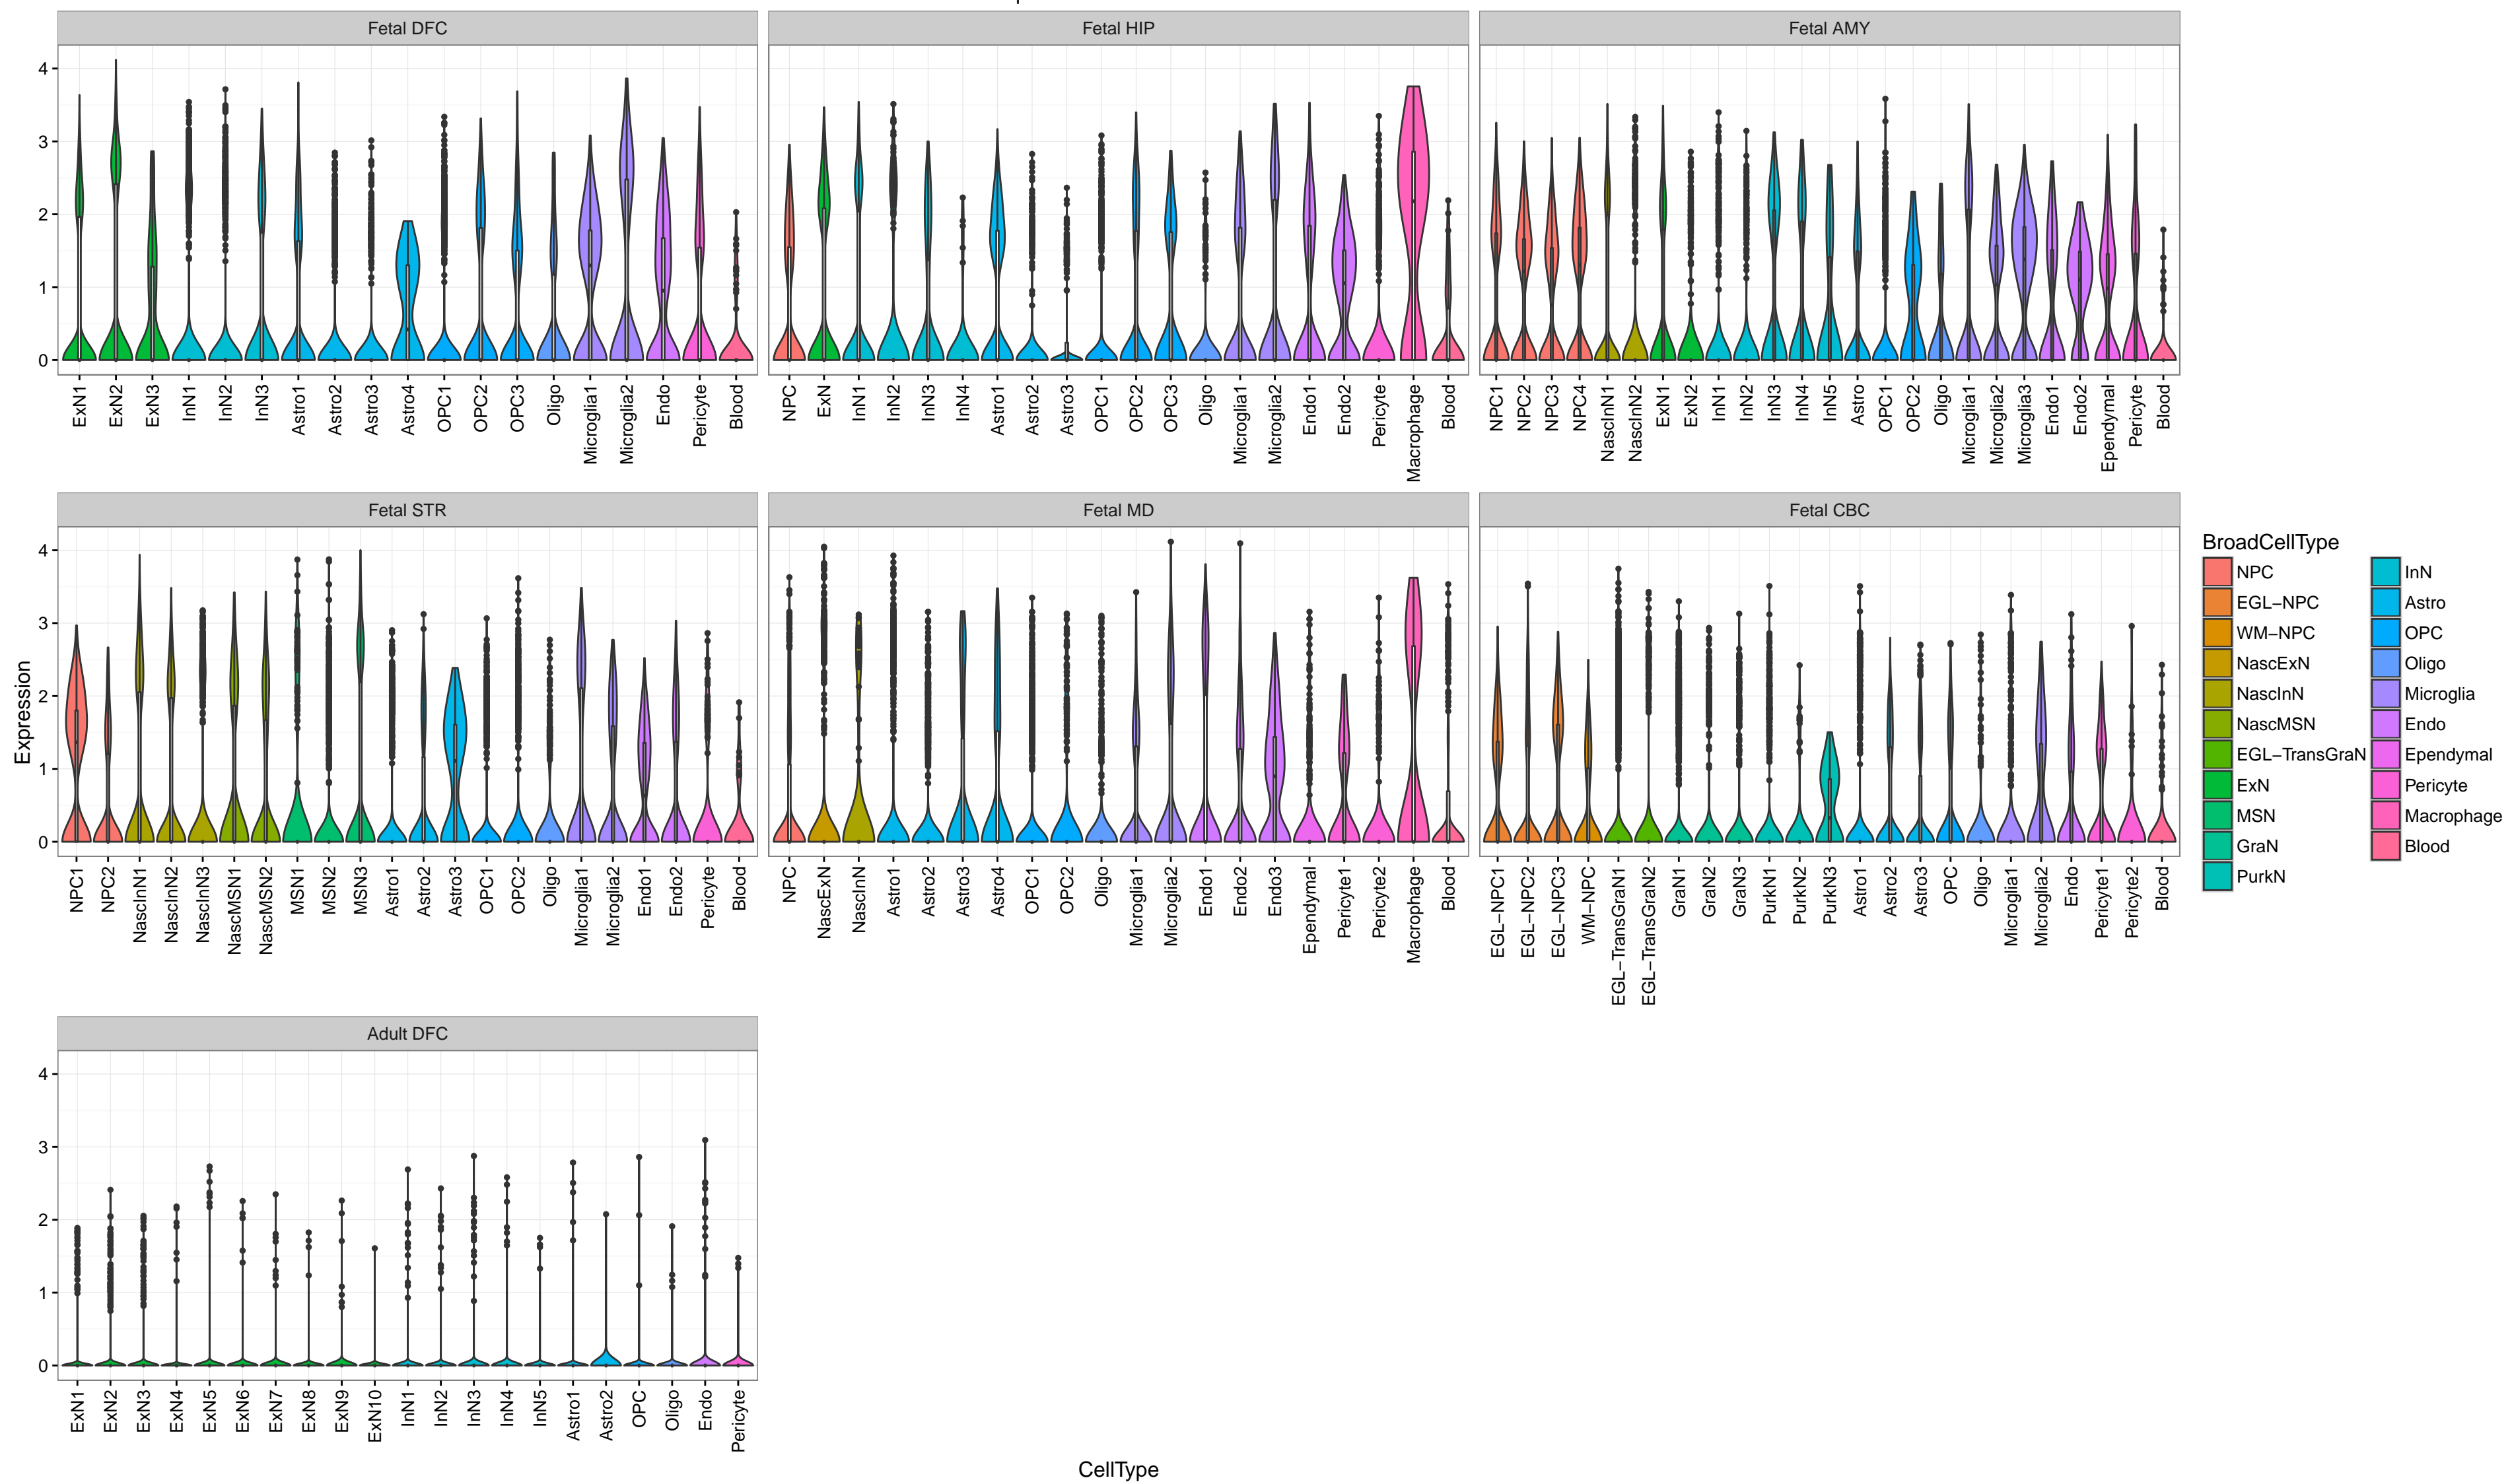 Fetal DFC Fetal HIP Fetal AMY
4
3
2
1
0
ExN1 ExN2 ExN3 InN1 InN2 InN3 Astro1 Astro2 Astro3 Astro4 OPC1 OPC2 OPC3 Oligo Microglia1 Microglia2 Endo Pericyte Blood
NPC ExN InN1 InN2 InN3 InN4 Astro1 Astro2 Astro3 OPC1 OPC2 OPC3 Oligo Microglia1 Microglia2 Endo1 Endo2 Pericyte Macrophage Blood
NPC1 NPC2 NPC3 NPC4 NascInN1 NascInN2 ExN1 ExN2 InN1 InN2 InN3 InN4 InN5 Astro OPC1 OPC2 Oligo Microglia1 Microglia2 Microglia3 Endo1 Endo2 Ependymal Pericyte Blood
Fetal STR Fetal MD Fetal CBC
Expression
4
3
2
1
0
NPC1 NPC2 NascInN1 NascInN2 NascInN3 NascMSN1 NascMSN2 MSN1 MSN2 MSN3 Astro1 Astro2 Astro3 OPC1 OPC2 Oligo Microglia1 Microglia2 Endo1 Endo2 Pericyte Blood
NPC NascExN NascInN Astro1 Astro2 Astro3 Astro4 OPC1 OPC2 Oligo Microglia1 Microglia2 Endo1 Endo2 Endo3 Ependymal Pericyte1 Pericyte2 Macrophage Blood
EGL−NPC1 EGL−NPC2 EGL−NPC3 WM−NPC EGL−TransGraN1 EGL−TransGraN2 GraN1 GraN2 GraN3 PurkN1 PurkN2 PurkN3 Astro1 Astro2 Astro3 OPC Oligo Microglia1 Microglia2 Endo Pericyte1 Pericyte2 Blood
BroadCellType
NPC InN
EGL−NPC Astro
WM−NPC OPC
NascExN Oligo
NascInN Microglia
NascMSN Endo
EGL−TransGraN Ependymal
ExN Pericyte
MSN Macrophage
GraN Blood
PurkN
Adult DFC
4
3
2
1
0
ExN1 ExN2 ExN3 ExN4 ExN5 ExN6 ExN7 ExN8 ExN9 ExN10 InN1 InN2 InN3 InN4 InN5 Astro1 Astro2 OPC Oligo Endo Pericyte
CellType